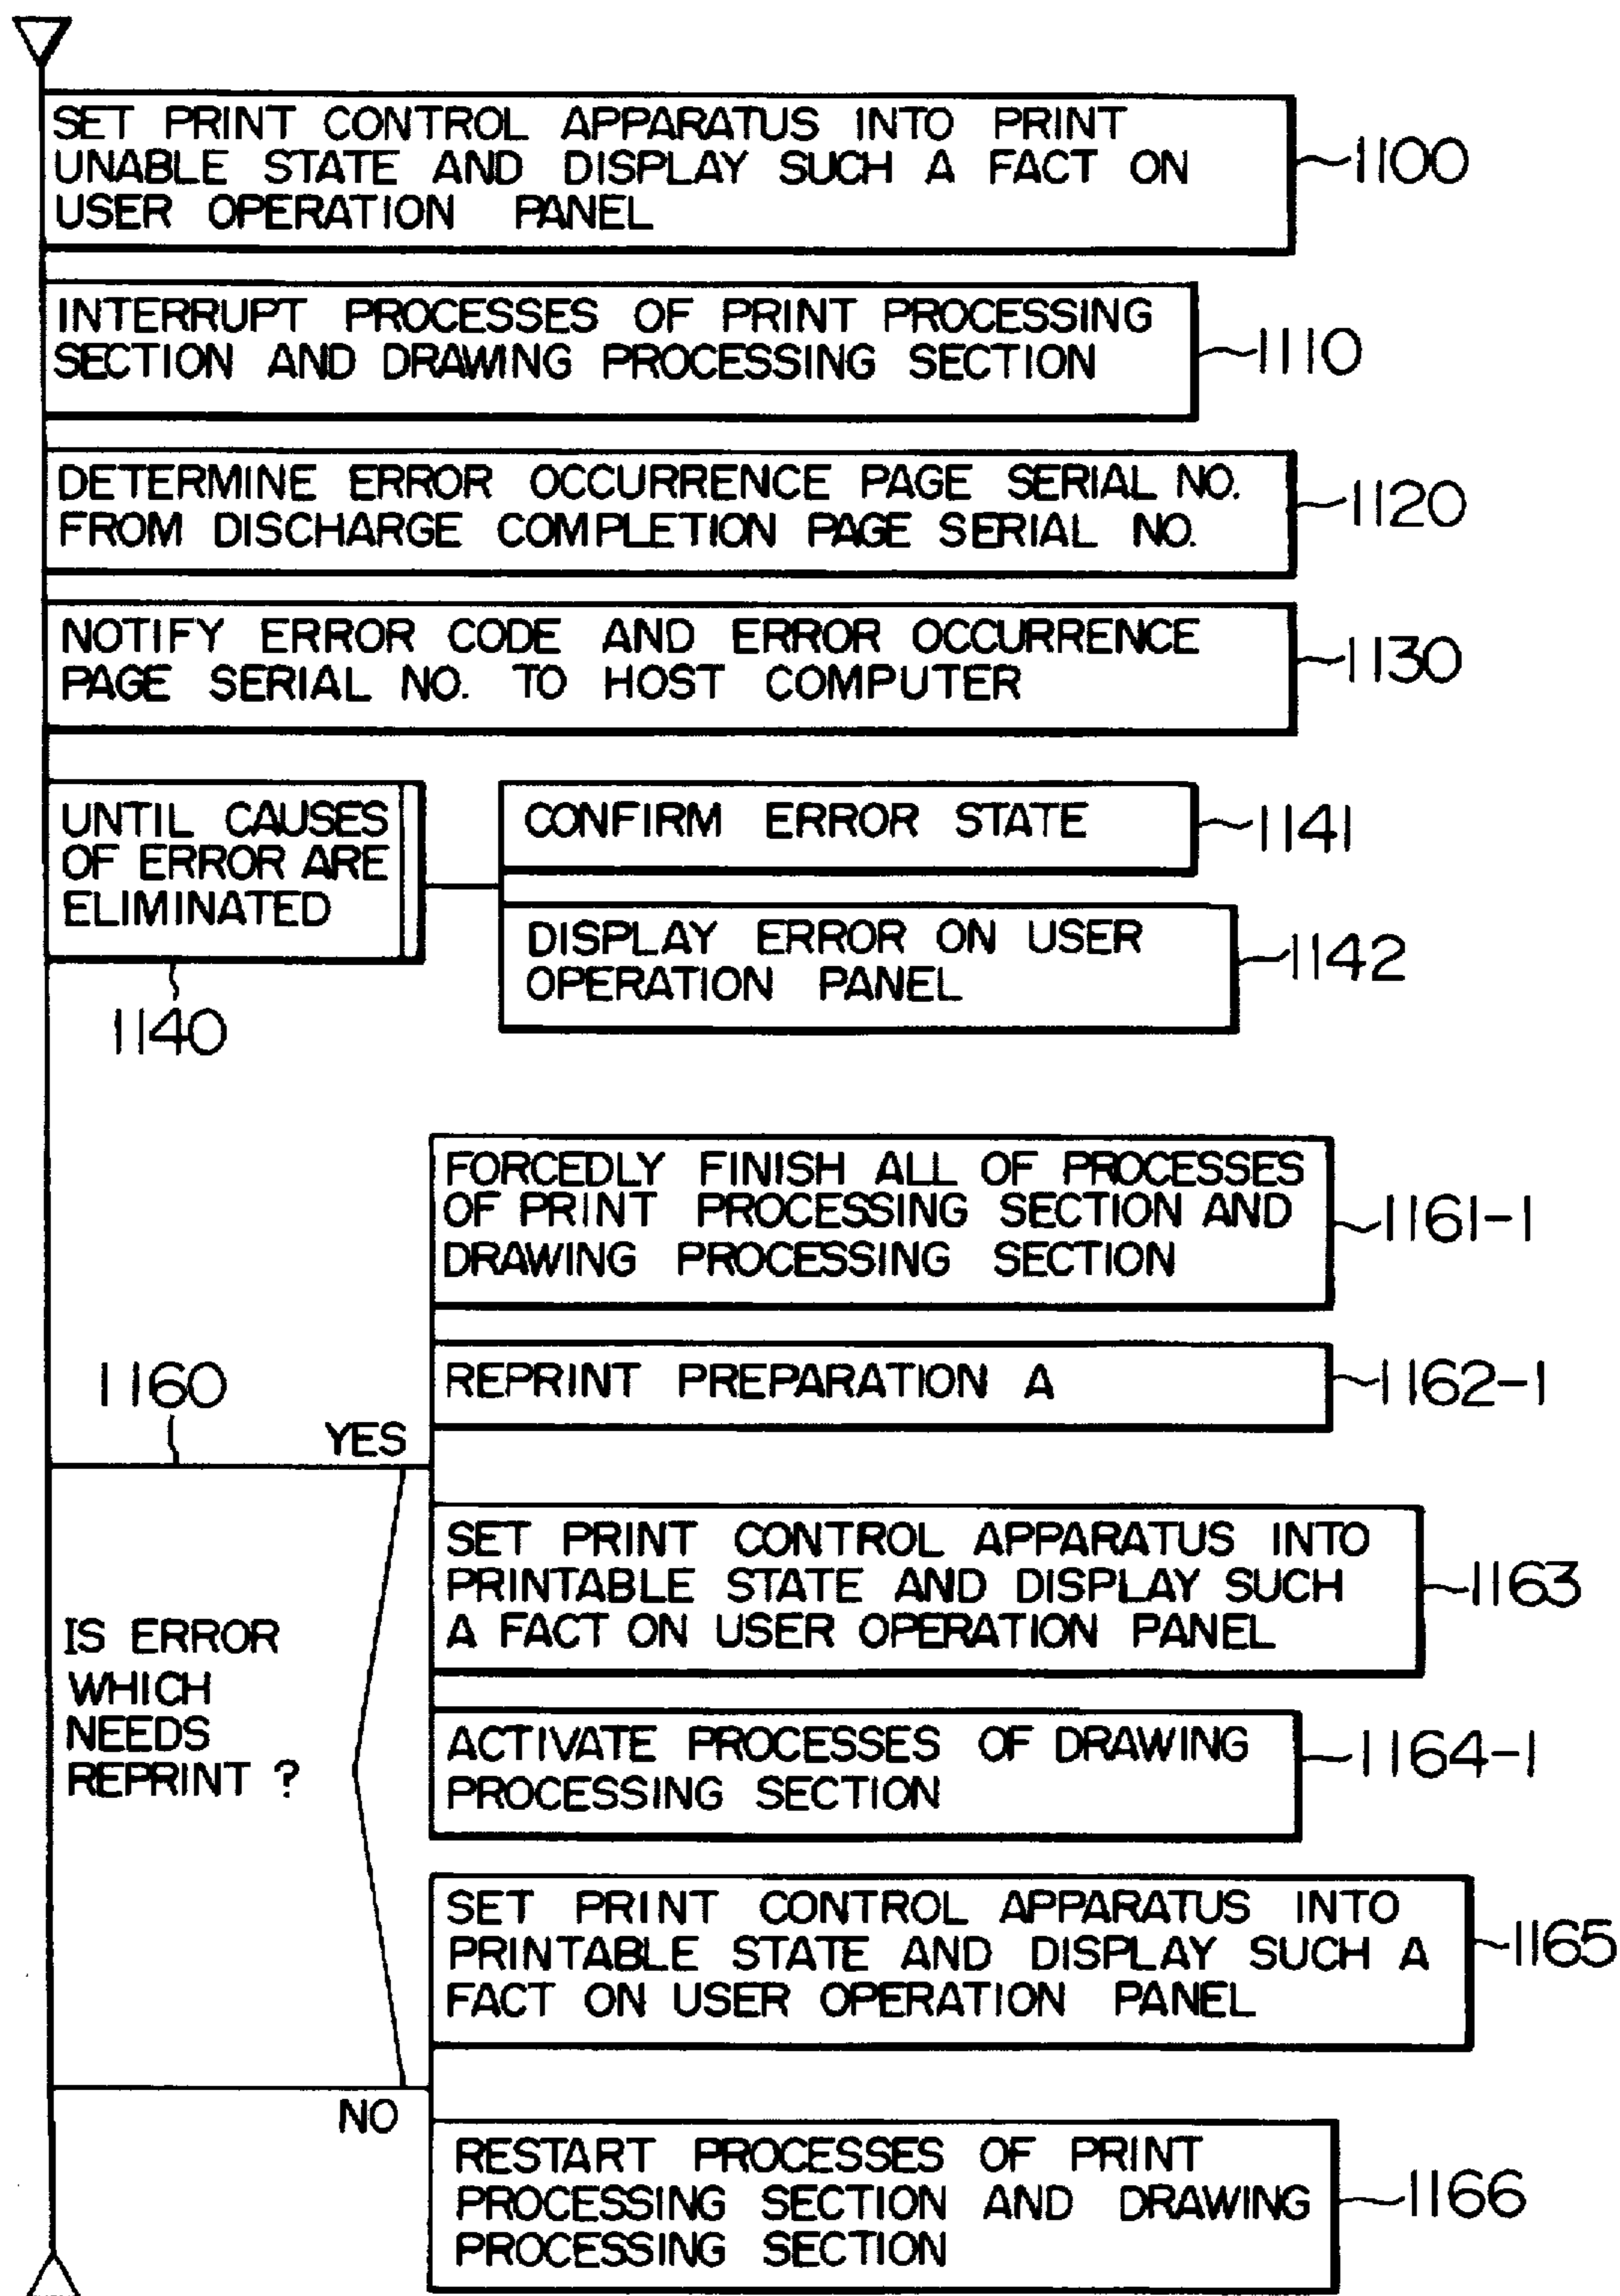 SET PRINT CONTROL APPARATUS INTO PRINT
UNABLE STATE AND DISPLAY SUCH A FACT ON
USER OPERATION PANEL
1100
INTERRUPT PROCESSES OF PRINT PROCESSING
SECTION AND DRAWING PROCESSING SECTION
1110
DETERMINE ERROR OCCURRENCE PAGE SERIAL NO.
FROM DISCHARGE COMPLETION PAGE SERIAL NO.
1120
NOTIFY ERROR CODE AND ERROR OCCURRENCE
PAGE SERIAL NO. TO HOST COMPUTER
1130
UNTIL CAUSES
OF ERROR ARE
ELIMINATED
1140
CONFIRM ERROR STATE
1141
DISPLAY ERROR ON USER
OPERATION PANEL
1142
1160
IS ERROR
WHICH
NEEDS
REPRINT ?
YES
FORCEDLY FINISH ALL OF PROCESSES
OF PRINT PROCESSING SECTION AND
DRAWING PROCESSING SECTION
1161-1
REPRINT PREPARATION A
1162-1
SET PRINT CONTROL APPARATUS INTO
PRINTABLE STATE AND DISPLAY SUCH
A FACT ON USER OPERATION PANEL
1163
ACTIVATE PROCESSES OF DRAWING
PROCESSING SECTION
1164-1
NO
SET PRINT CONTROL APPARATUS INTO
PRINTABLE STATE AND DISPLAY SUCH A
FACT ON USER OPERATION PANEL
1165
RESTART PROCESSES OF PRINT
PROCESSING SECTION AND DRAWING
PROCESSING SECTION
1166